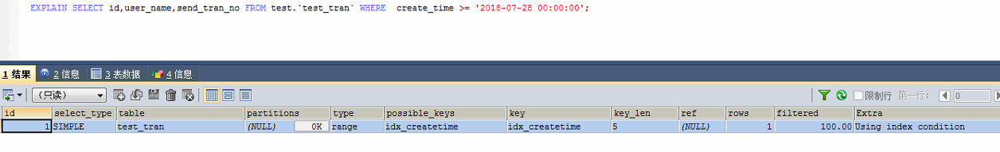 EXPLAIN SELECT id,user_name,send_tran_no FROM test.`test_tran` WHERE  create_time >= '2018-07-28 00:00:00';
1 结果 2 信息 3 表数据 4 信息
(只读) 限制行 第一行: 0
id select_type table partitions type possible_keys key key_len ref rows filtered Extra
1 SIMPLE test_tran (NULL) 0K range idx_createtime idx_createtime 5 (NULL) 1 100.00 Using index condition